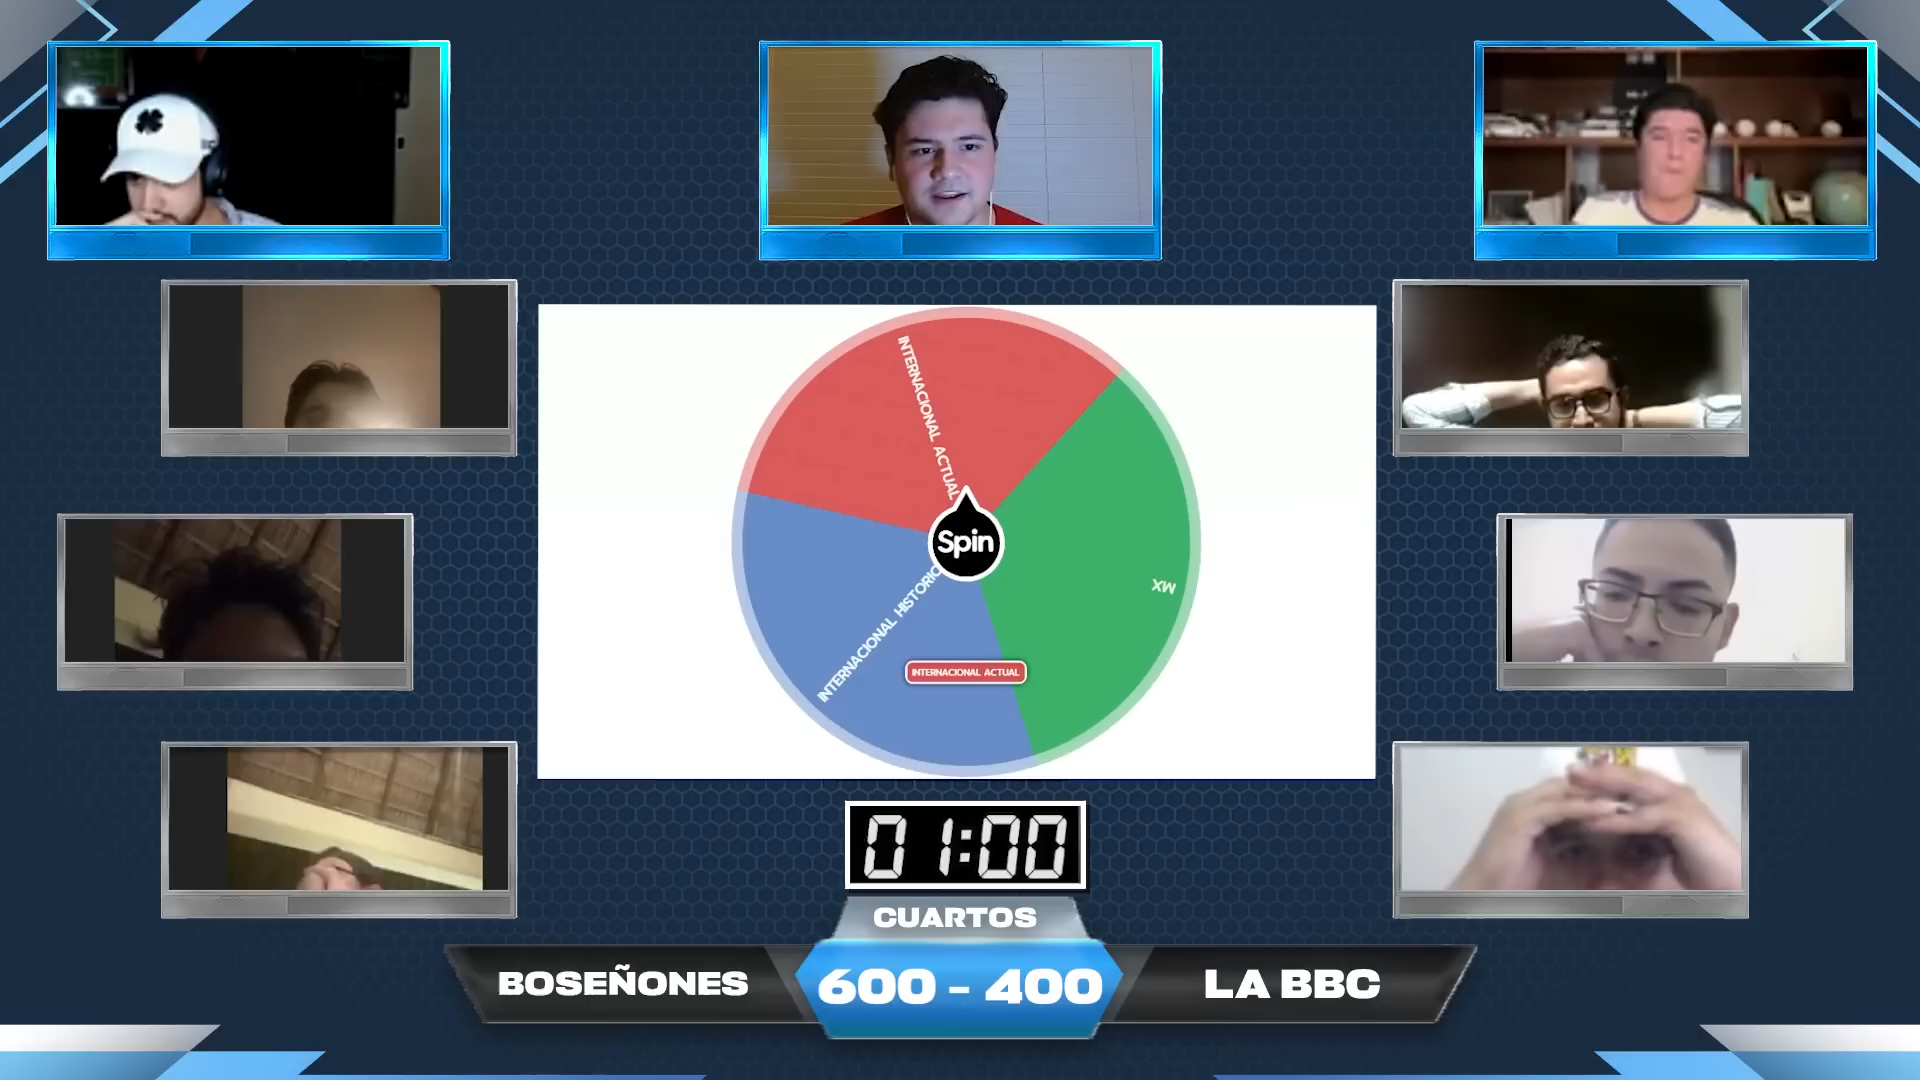 INTERNACIONAL ACTUAL
MX
INTERNACIONAL HISTORIC
Spin
INTERNACIONAL ACTUAL
01:00
CUARTOS
BOSEÑONES
600 - 400
LA BBC